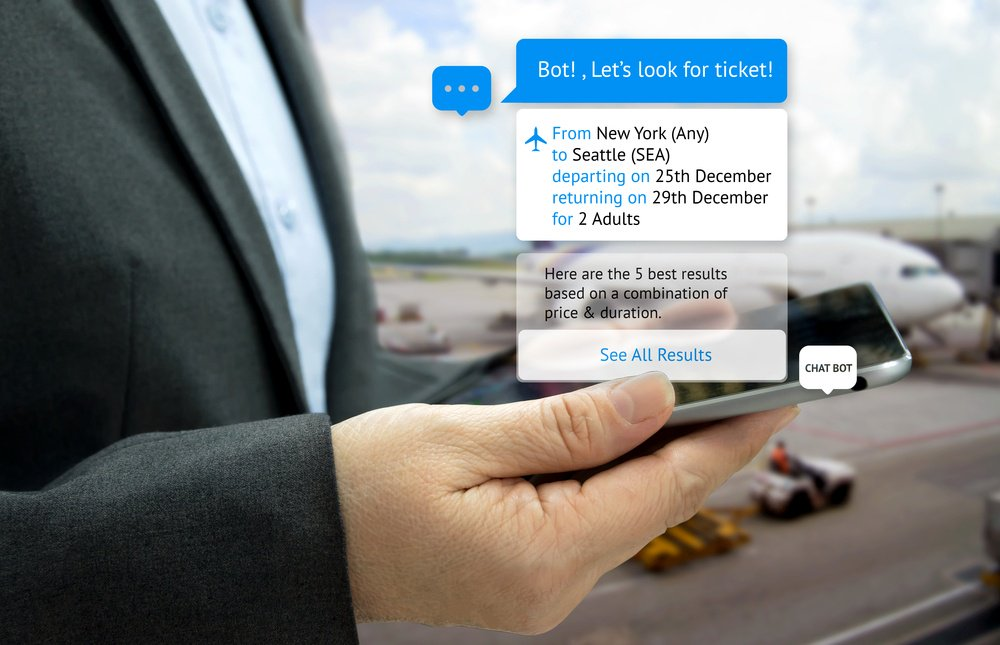 Bot! , Let's look for ticket!
From New York (Any)
to Seattle (SEA)
departing on 25th December
returning on 29th December
for 2 Adults
Here are the 5 best results
based on a combination of
price & duration.
See All Results
CHAT BOT